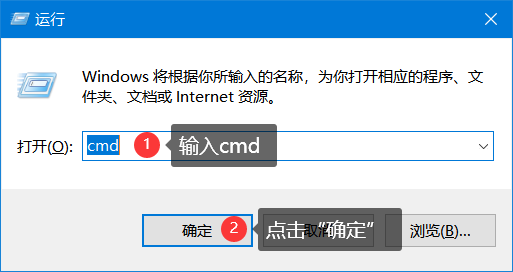 运行
Windows 将根据你所输入的名称，为你打开相应的程序、文
件夹、文档或 Internet 资源。
打开(O): cmd 1 输入cmd
确定 2 点击“确定” 浏览(B)...